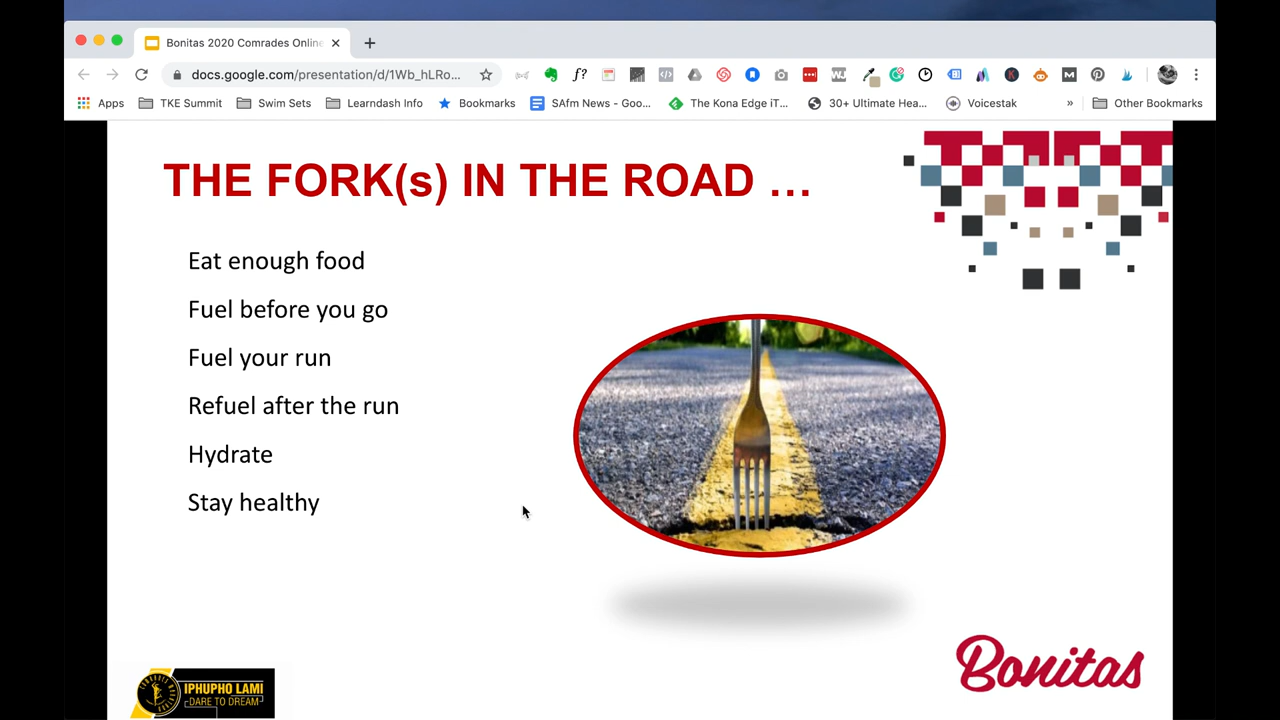 Bonitas 2020 Comrades Online
docs.google.com/presentation/d/1Wb_hLRo...
Apps
TKE Summit
Swim Sets
Learndash Info
Bookmarks
SAfm News - Goo...
The Kona Edge iT...
30+ Ultimate Hea...
Voicestak
»
Other Bookmarks
THE FORK(s) IN THE ROAD ...
Eat enough food
Fuel before you go
Fuel your run
Refuel after the run
Hydrate
Stay healthy
IPHUPHO LAMI
DARE TO DREAM
Bonitas